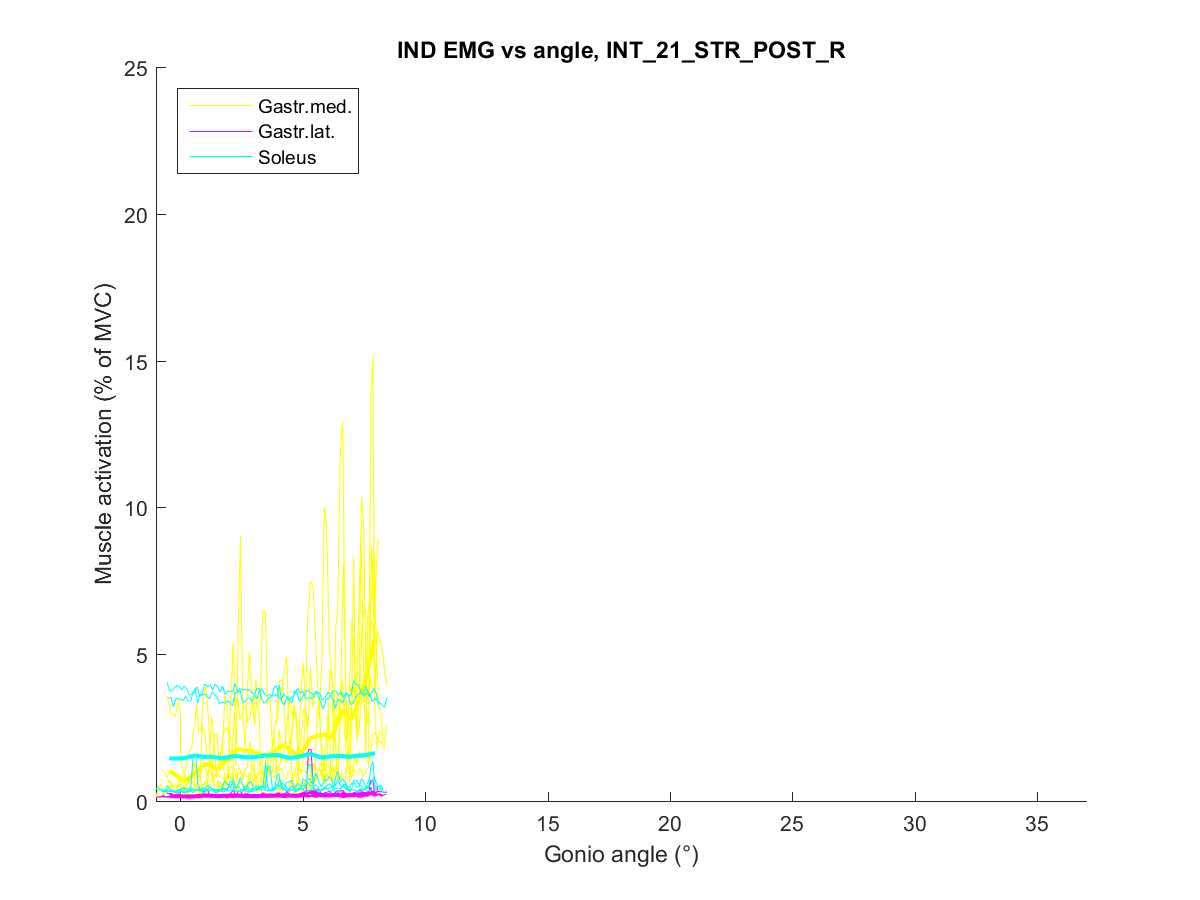 IND EMG vs angle, INT_21_STR_POST_R
Gastr.med.
Gastr.lat.
Soleus
25
20
15
10
5
0
Muscle activation (% of MVC)
0 5 10 15 20 25 30 35
Gonio angle (°)